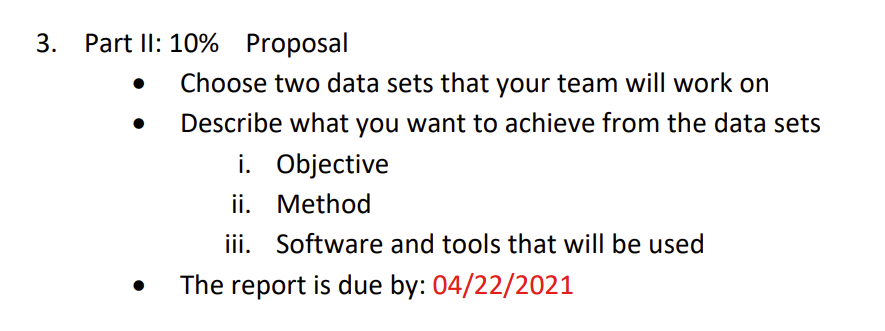 3. Part II: 10% Proposal
• Choose two data sets that your team will work on
• Describe what you want to achieve from the data sets
i. Objective
ii. Method
iii. Software and tools that will be used
• The report is due by: 04/22/2021